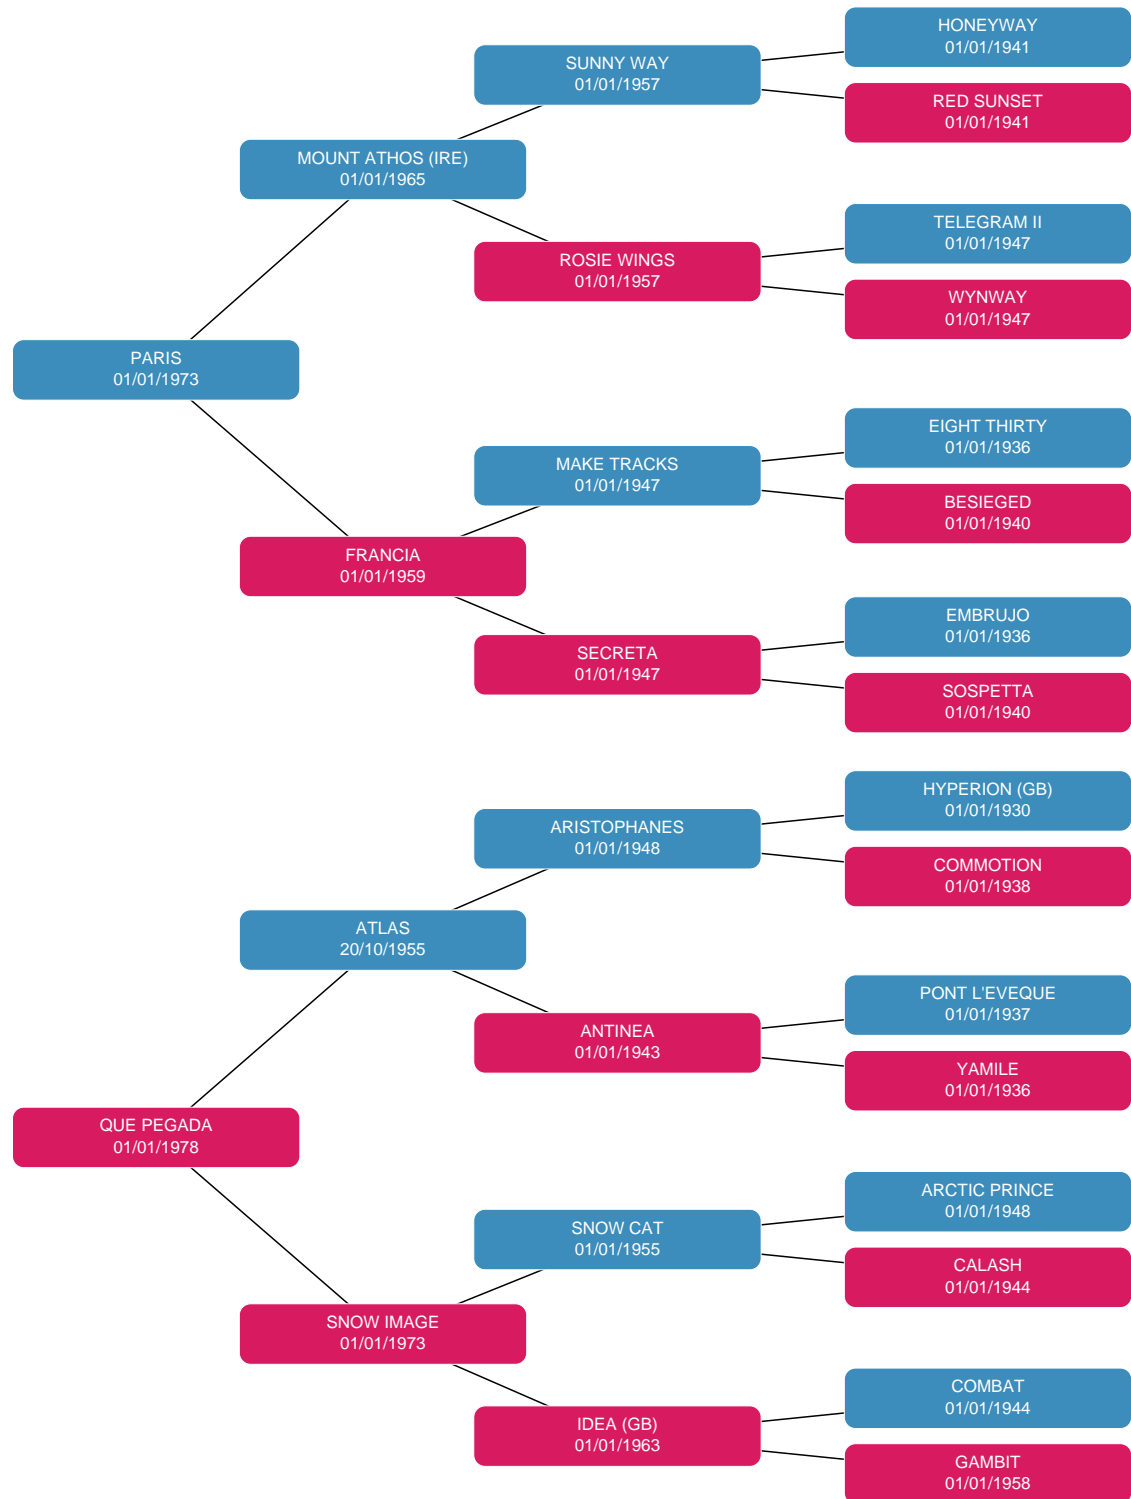 HONEYWAY
01/01/1941
SUNNY WAY
01/01/1957
RED SUNSET
01/01/1941
MOUNT ATHOS (IRE)
01/01/1965
TELEGRAM II
01/01/1947
ROSIE WINGS
01/01/1957
WYNWAY
01/01/1947
PARIS
01/01/1973
EIGHT THIRTY
01/01/1936
MAKE TRACKS
01/01/1947
BESIEGED
01/01/1940
FRANCIA
01/01/1959
EMBRUJO
01/01/1936
SECRETA
01/01/1947
SOSPETTA
01/01/1940
HYPERION (GB)
01/01/1930
ARISTOPHANES
01/01/1948
COMMOTION
01/01/1938
ATLAS
20/10/1955
PONT L'EVEQUE
01/01/1937
ANTINEA
01/01/1943
YAMILE
01/01/1936
QUE PEGADA
01/01/1978
ARCTIC PRINCE
01/01/1948
SNOW CAT
01/01/1955
CALASH
01/01/1944
SNOW IMAGE
01/01/1973
COMBAT
01/01/1944
IDEA (GB)
01/01/1963
GAMBIT
01/01/1958